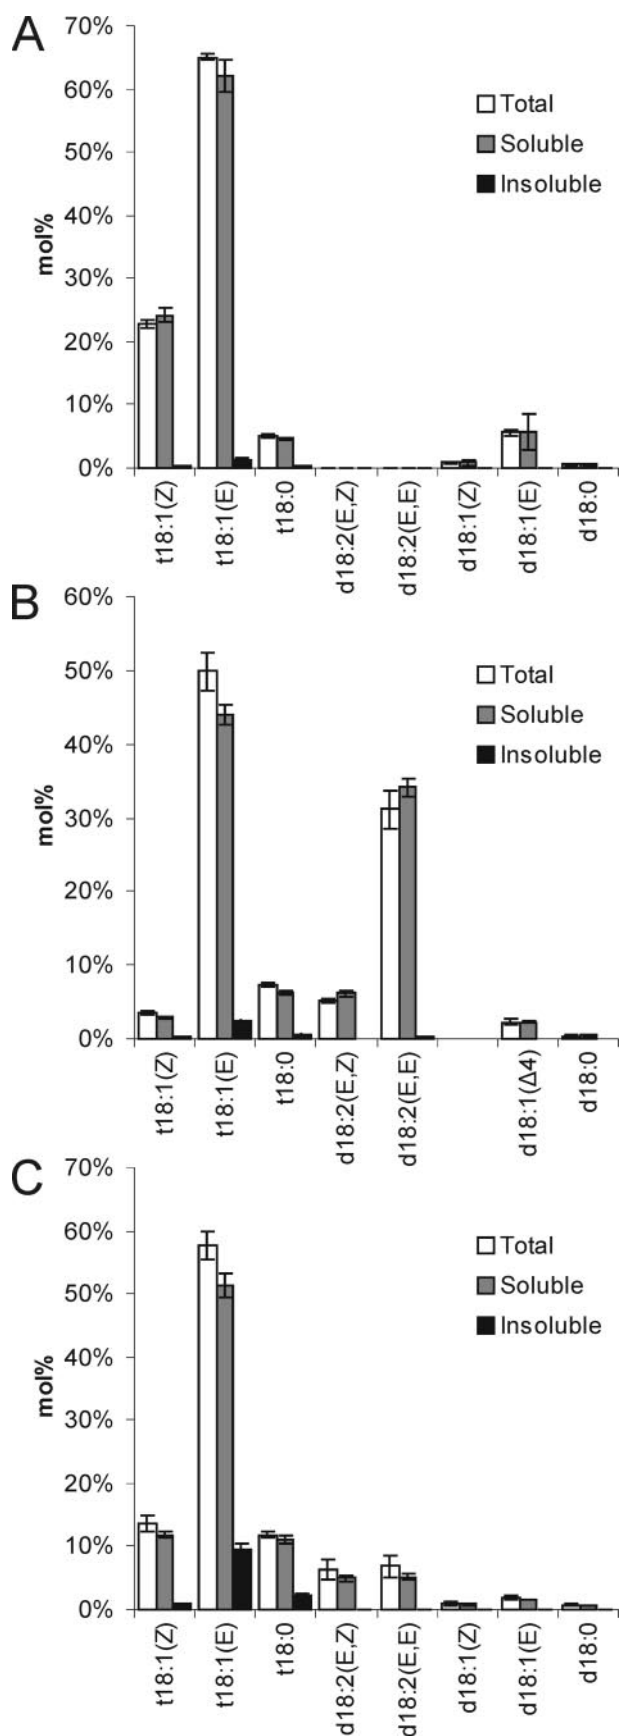 A
70%
60%
50%
40%
30%
20%
10%
0%
mol%
Total
Soluble
Insoluble
t18:1(Z)
t18:1(E)
t18:0
d18:2(E,Z)
d18:2(E,E)
d18:1(Z)
d18:1(E)
d18:0
B
60%
50%
40%
30%
20%
10%
0%
mol%
Total
Soluble
Insoluble
t18:1(Z)
t18:1(E)
t18:0
d18:2(E,Z)
d18:2(E,E)
d18:1(Δ4)
d18:0
C
70%
60%
50%
40%
30%
20%
10%
0%
mol%
Total
Soluble
Insoluble
t18:1(Z)
t18:1(E)
t18:0
d18:2(E,Z)
d18:2(E,E)
d18:1(Z)
d18:1(E)
d18:0